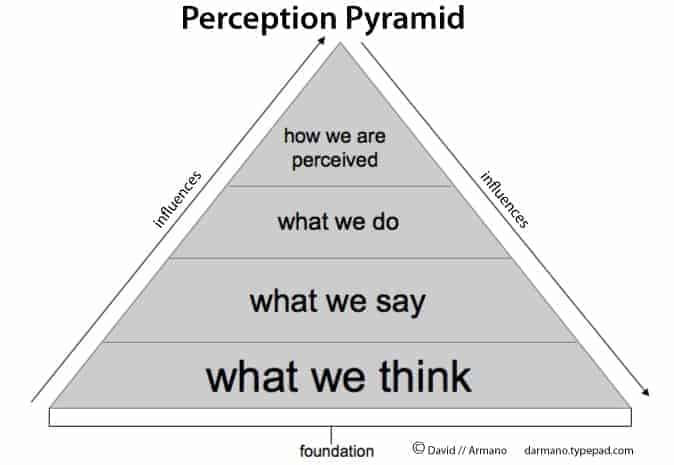 Perception Pyramid
how we are
perceived
influences
influences
what we do
what we say
what we think
foundation
© David // Armano darmano.typepad.com